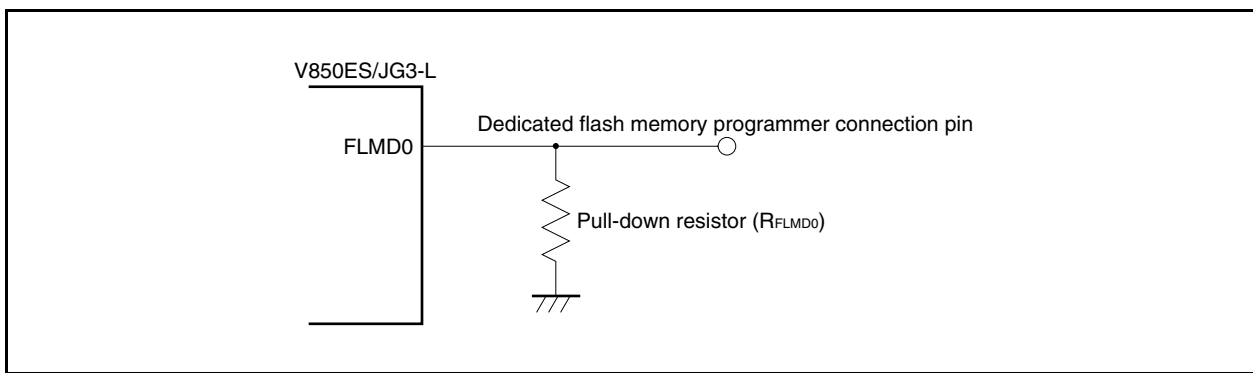 V850ES/JG3-L
Dedicated flash memory programmer connection pin
FLMD0
Pull-down resistor (RFLMD0)